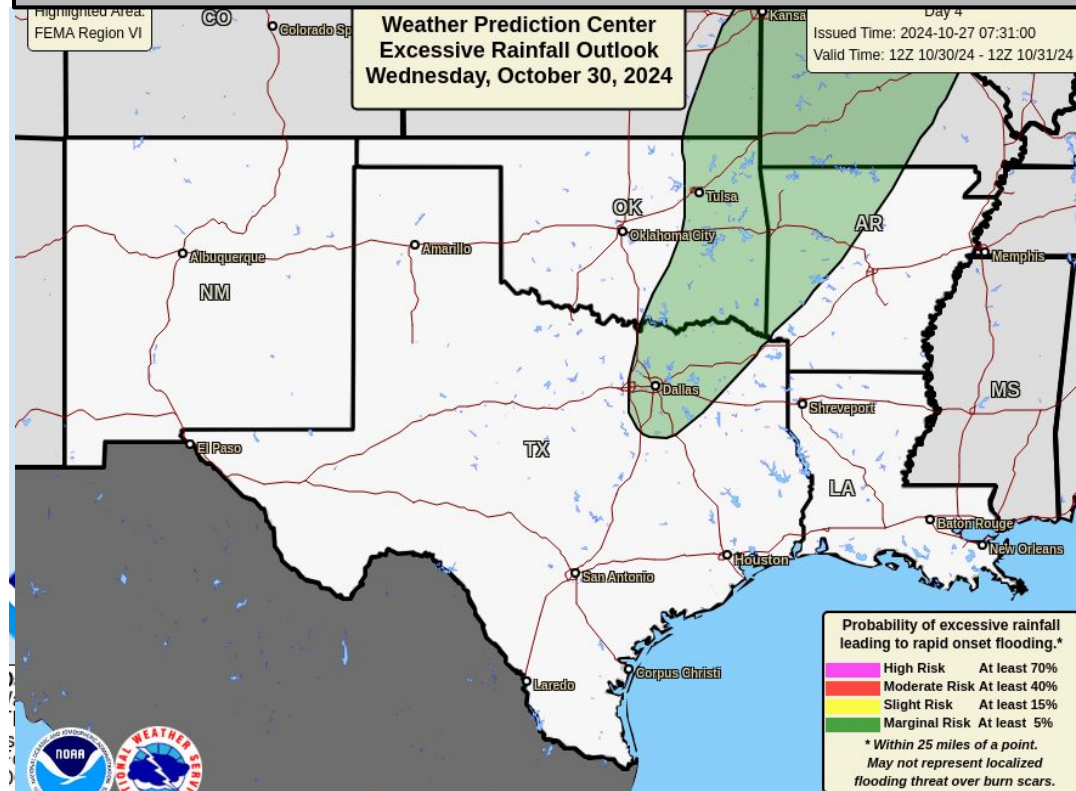 Highlighted Area:
FEMA Region VI
Weather Prediction Center
Excessive Rainfall Outlook
Wednesday, October 30, 2024
Day 4
Issued Time: 2024-10-27 07:31:00
Valid Time: 12Z 10/30/24 - 12Z 10/31/24
CO
Colorado Sp
Kansa
Tulsa
OK
Oklahoma City
AR
Amarillo
Albuquerque
Memphis
NM
Dallas
MS
Shreveport
El Paso
TX
LA
Baton Rouge
New Orleans
Houston
San Antonio
Corpus Christi
Laredo
Probability of excessive rainfall
leading to rapid onset flooding.*
High Risk At least 70%
Moderate Risk At least 40%
Slight Risk At least 15%
Marginal Risk At least 5%
* Within 25 miles of a point.
May not represent localized
flooding threat over burn scars.
NOAA
WEATHER